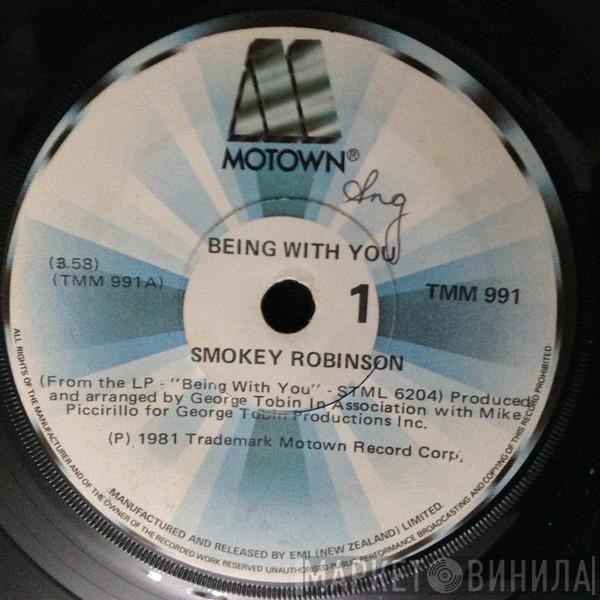 MOTOWN®
Ang
BEING WITH YOU
(3.58)
(TMM 991A)
1
TMM 991
SMOKEY ROBINSON
(From the LP - "Being With You" - STML 6204) Produced
and arranged by George Tobin In Association with Mike
Piccirillo for George Tobin Productions Inc.
(P) 1981 Trademark Motown Record Corp.
ALL RIGHTS OF THE MANUFACTURER AND OF THE OWNER OF THE RECORDED WORK RESERVED UNAUTHORISED PUBLIC PERFORMANCE BROADCASTING AND COPYING OF THIS RECORD PROHIBITED
MANUFACTURED AND RELEASED BY EMI (NEW ZEALAND) LIMITED.
МАРКЕТ ВИНИЛА